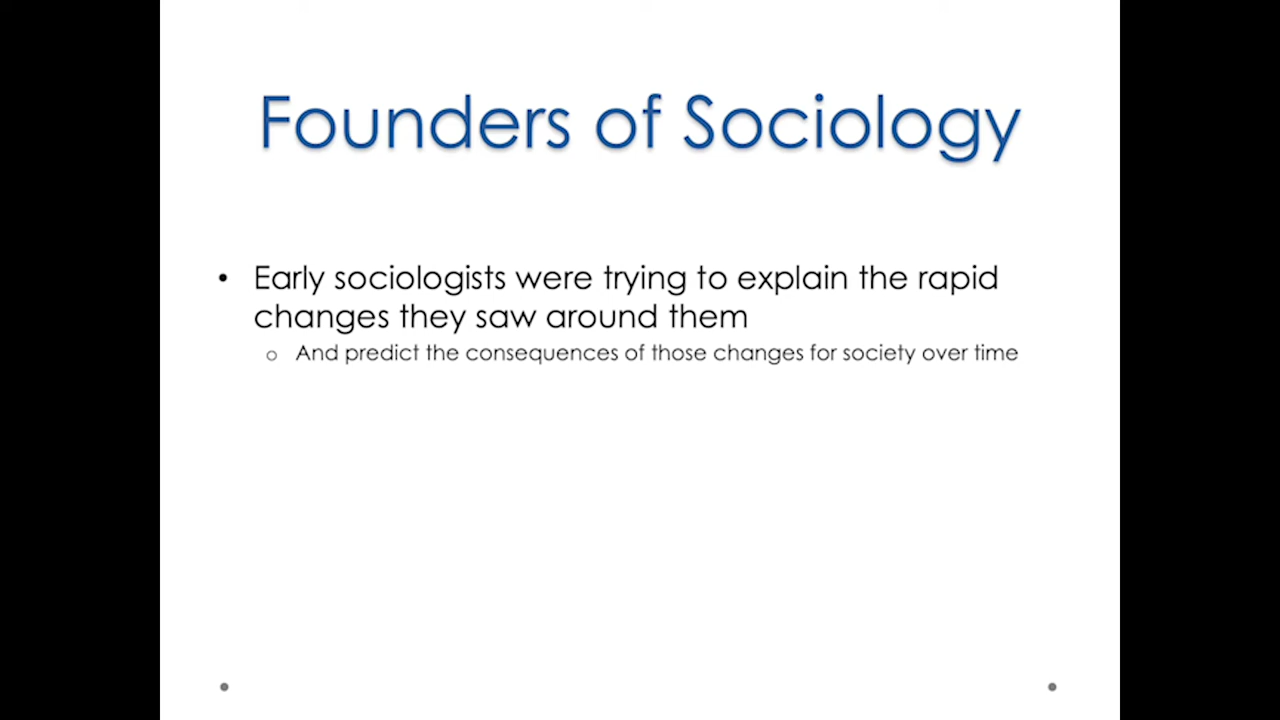 Founders of Sociology
• Early sociologists were trying to explain the rapid
changes they saw around them
o And predict the consequences of those changes for society over time